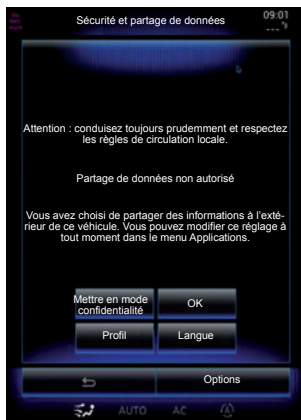 Sécurité et partage de données
09:01
Attention : conduisez toujours prudemment et respectez
les règles de circulation locale.
Partage de données non autorisé
Vous avez choisi de partager des informations à l'exté-
rieur de ce véhicule. Vous pouvez modifier ce réglage à
tout moment dans le menu Applications.
Mettre en mode
confidentialité
OK
Profil
Langue
Options
AUTO
AC